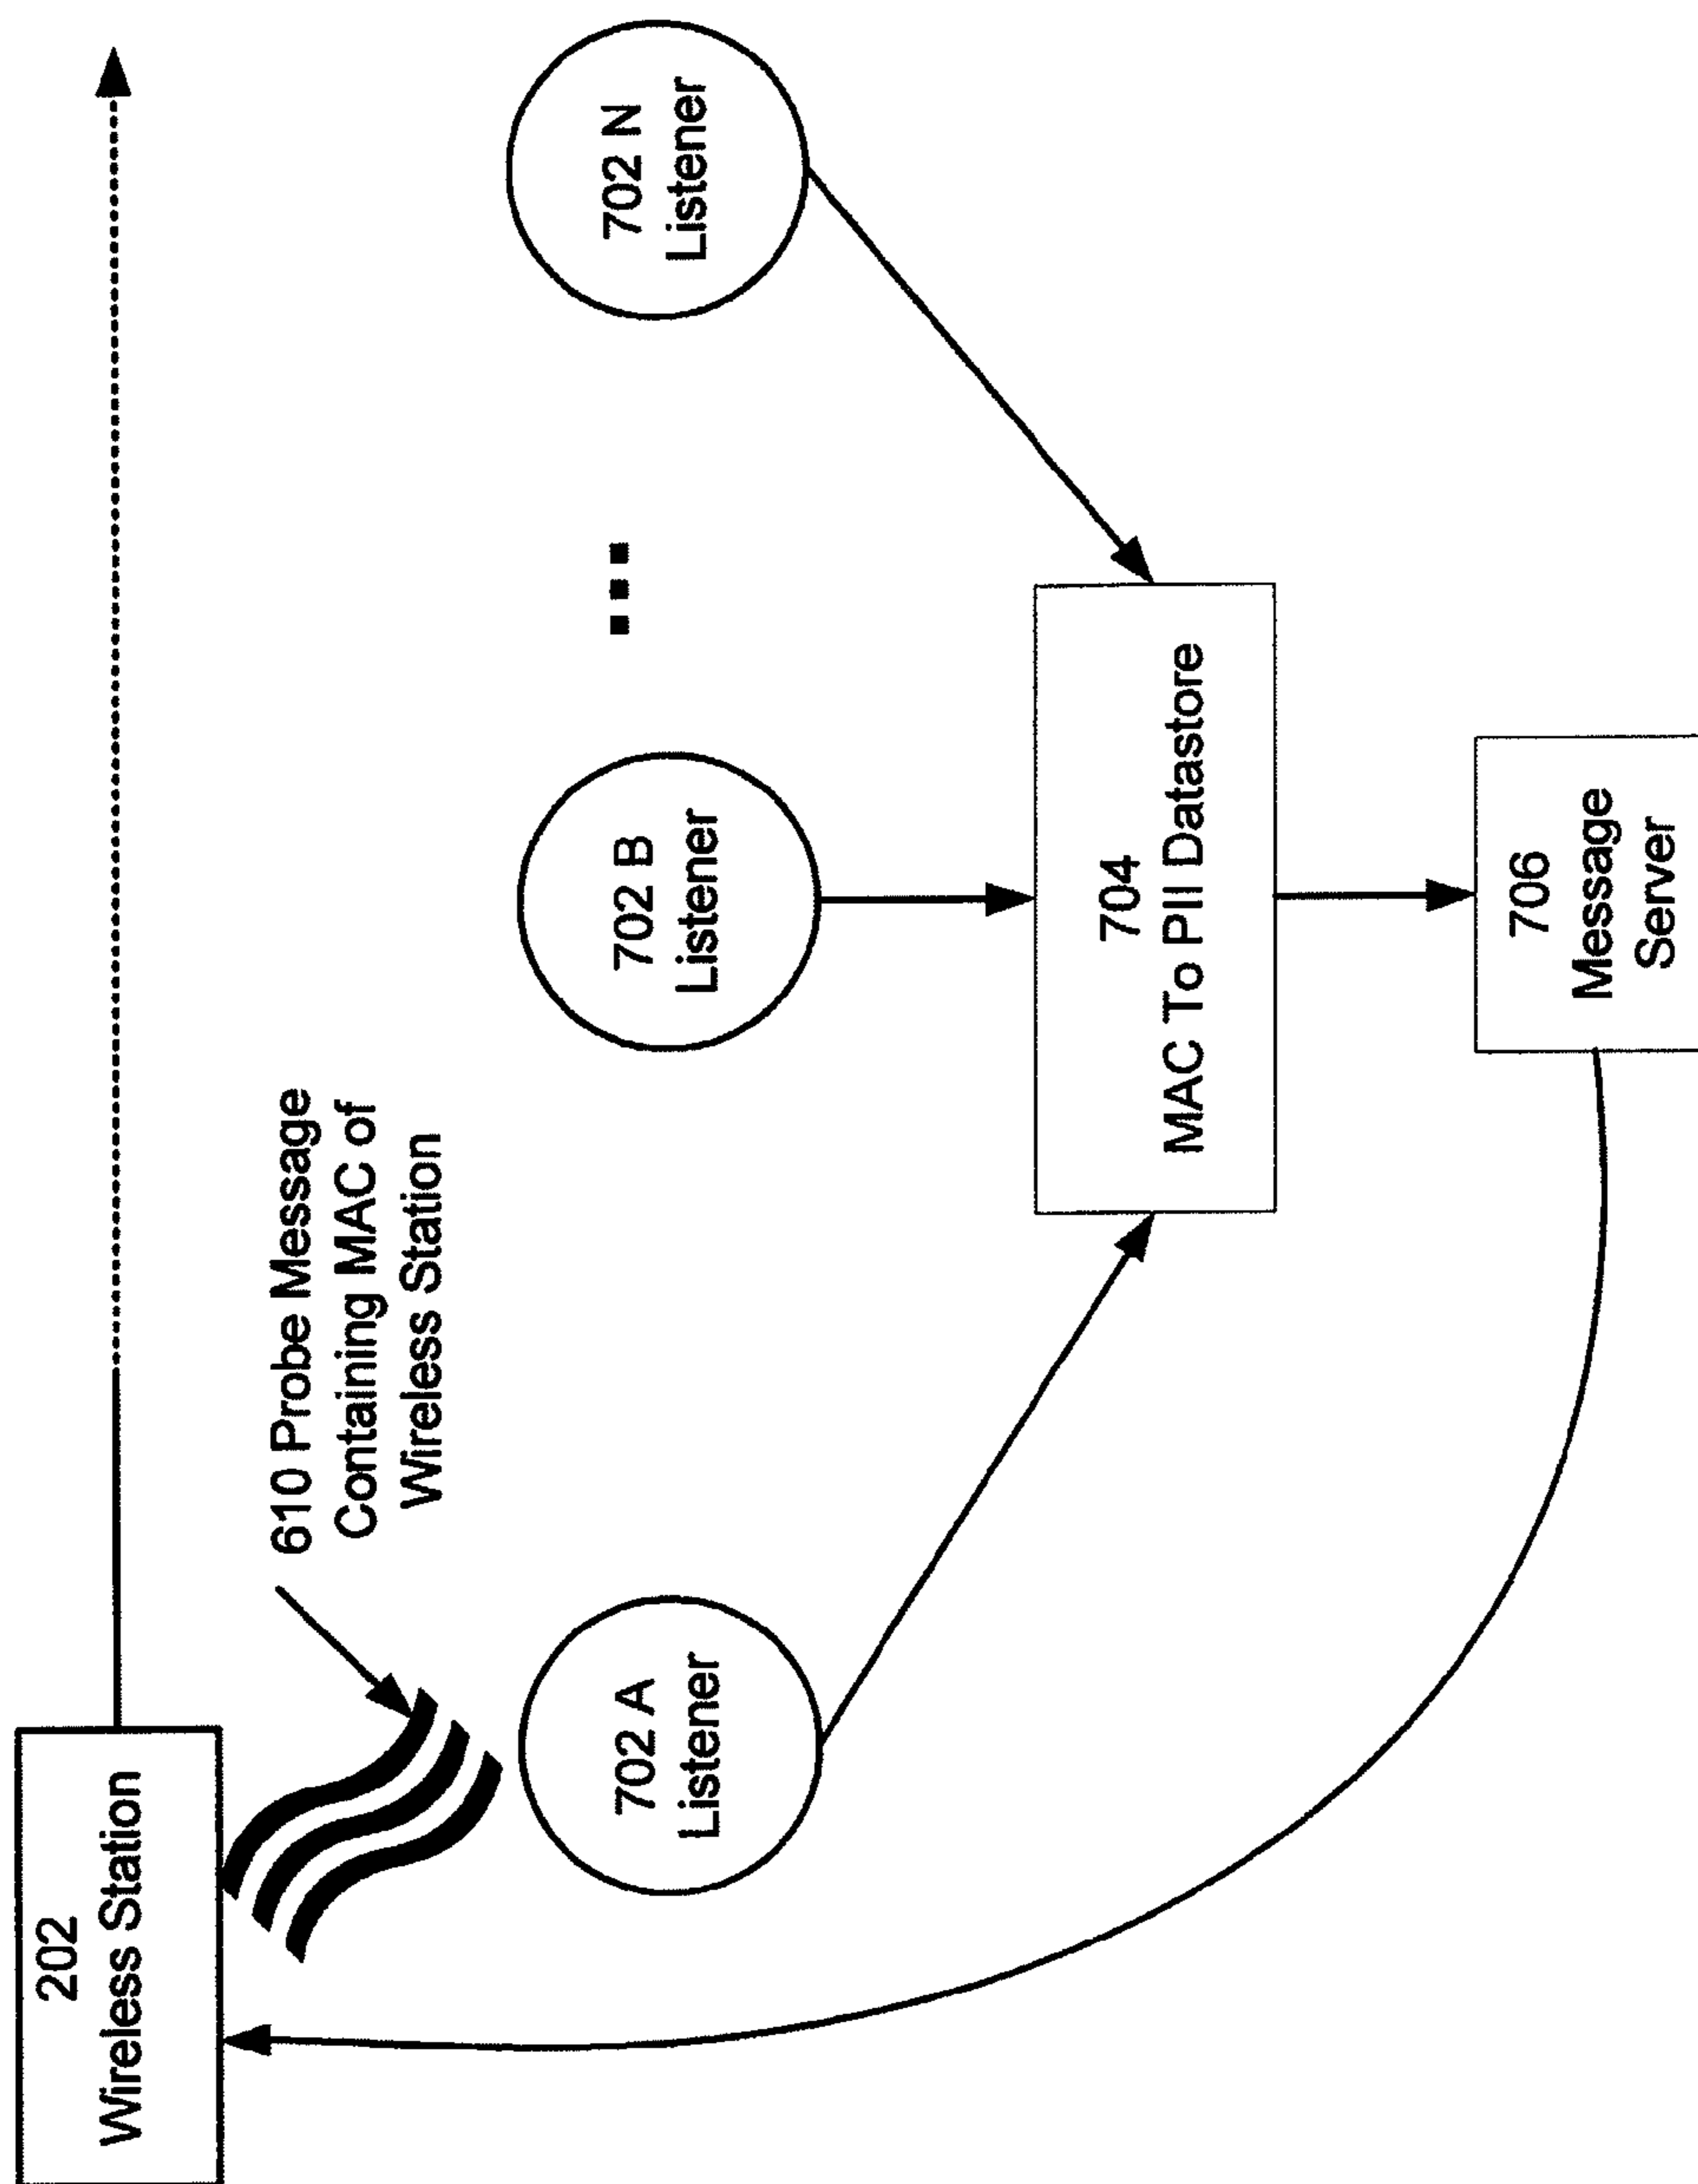 202
Wireless Station
610 Probe Message
Containing MAC of
Wireless Station
702 A
Listener
702 B
Listener
702 N
Listener
704
MAC To PII Datastore
706
Message
Server